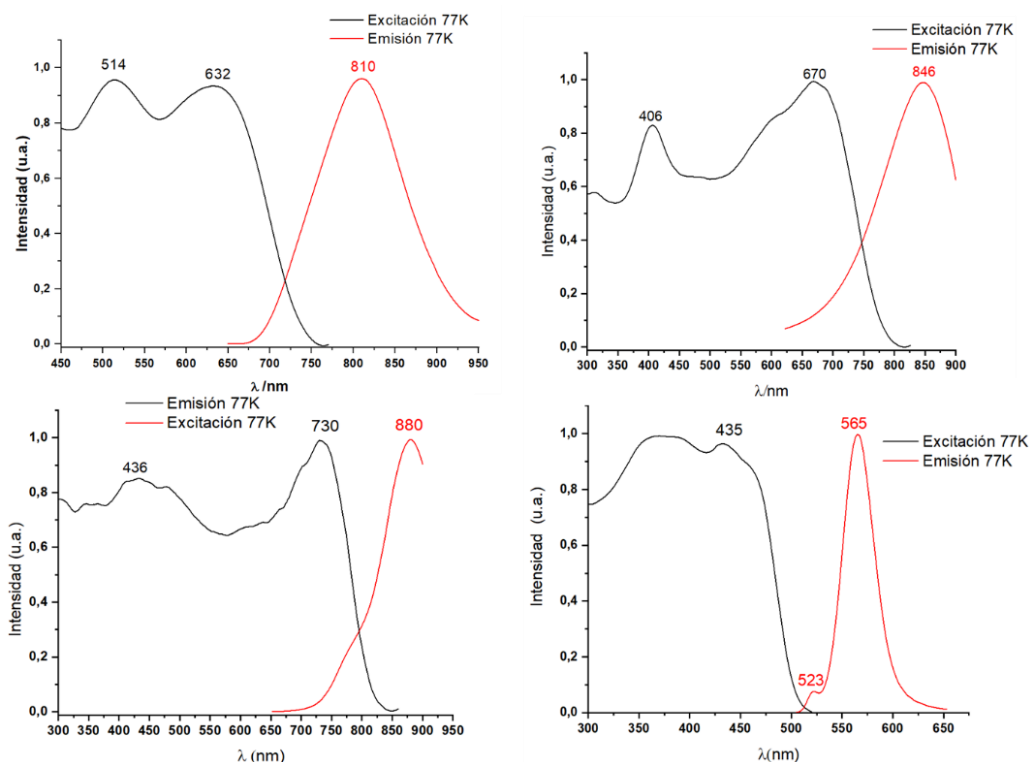 Excitación 77K
Emisión 77K
514
632
810
1,0
0,8
0,6
0,4
0,2
0,0
Intensidad (u.a.)
450 500 550 600 650 700 750 800 850 900 950
λ /nm
Excitación 77K
Emisión 77K
406
670
846
1,0
0,8
0,6
0,4
0,2
0,0
Intensidad (u.a.)
300 350 400 450 500 550 600 650 700 750 800 850 900
λ/nm
Emisión 77K
Excitación 77K
436
730
880
1,0
0,8
0,6
0,4
0,2
0,0
Intensidad (u.a.)
300 350 400 450 500 550 600 650 700 750 800 850 900 950
λ (nm)
Excitación 77K
Emisión 77K
435
565
523
1,0
0,8
0,6
0,4
0,2
0,0
Intensidad (u.a.)
300 350 400 450 500 550 600 650
λ(nm)